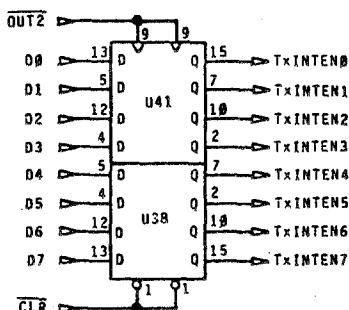 OUT2
9 9
D0 13 D Q 15 TxINTEN0
D1 5 D Q 7 TxINTEN1
U41
D2 12 D Q 10 TxINTEN2
D3 4 D Q 2 TxINTEN3
D4 5 D Q 7 TxINTEN4
D5 4 D Q 2 TxINTEN5
U38
D6 12 D Q 10 TxINTEN6
D7 13 D Q 15 TxINTEN7
1 1
CLR